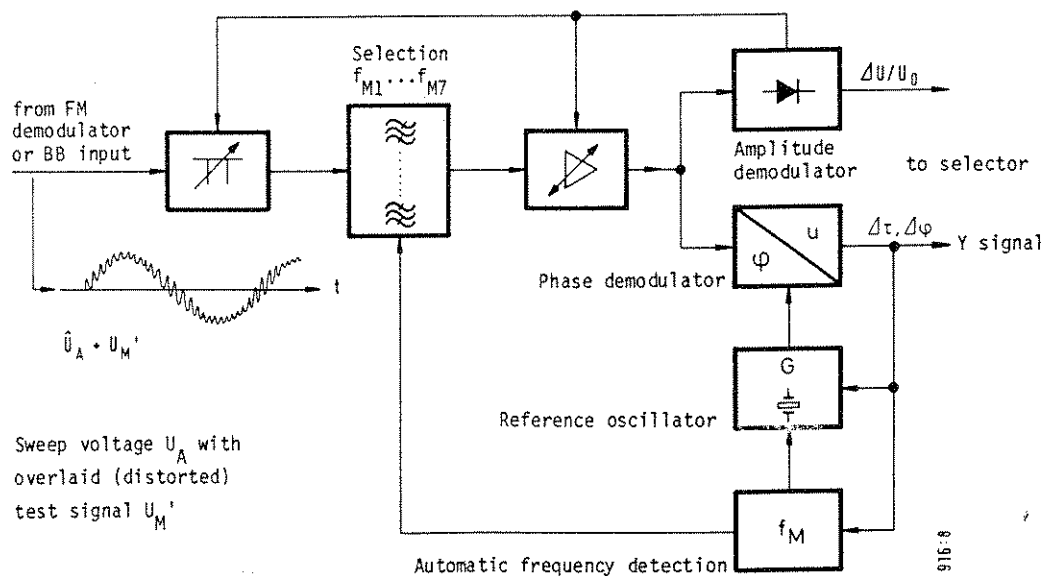 Selection
f_M1...f_M7
from FM
demodulator
or BB input
ΔU/U_0
Amplitude
demodulator
to selector
φ u
Δτ, Δφ
Y signal
Phase demodulator
t
Û_A + U_M'
G
Reference oscillator
Sweep voltage U_A with
overlaid (distorted)
test signal U_M'
f_M
Automatic frequency detection
916:8